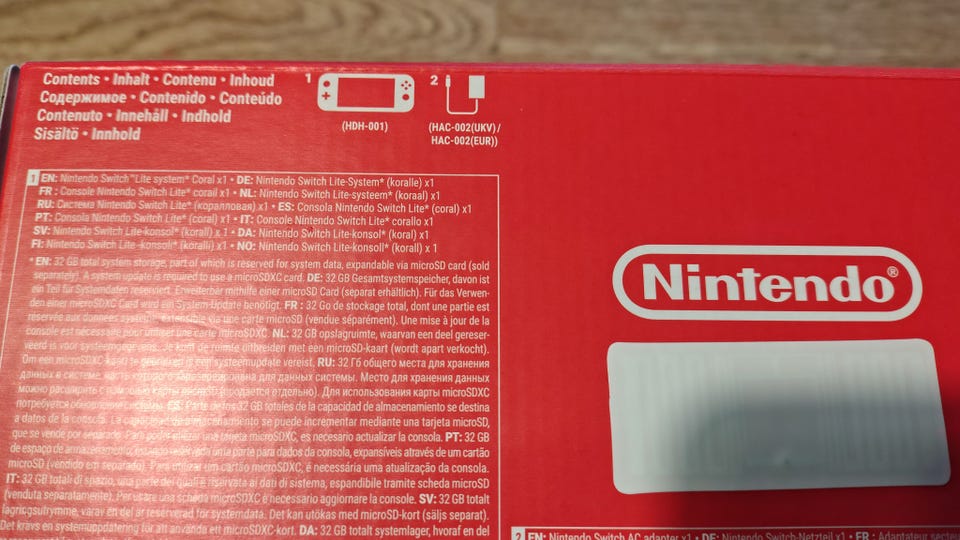 Contents • Inhalt • Contenu • Inhoud
Содержимое • Contenido • Conteúdo
Contenuto • Innehåll • Indhold
Sisältö • Innhold
1
(HDH-001)
2
(HAC-002(UKV)/
HAC-002(EUR))
1 EN: Nintendo Switch™ Lite system* Coral x1 • DE: Nintendo Switch Lite-System* (koralle) x1
FR : Console Nintendo Switch Lite* corail x1 • NL: Nintendo Switch Lite-systeem* (koraal) x1
RU: Система Nintendo Switch Lite* (коралловая) x1 • ES: Consola Nintendo Switch Lite* (coral) x1
PT: Consola Nintendo Switch Lite* (coral) x1 • IT: Console Nintendo Switch Lite* corallo x1
SV: Nintendo Switch Lite-konsol* (korall) x 1 • DA: Nintendo Switch Lite-konsol* (koral) x1
FI: Nintendo Switch Lite -konsoli* (koralli) x1 • NO: Nintendo Switch Lite-konsoll* (korall) x 1
* EN: 32 GB total system storage, part of which is reserved for system data, expandable via microSD card (sold
separately). A system update is required to use a microSDXC card. DE: 32 GB Gesamtsystemspeicher, davon ist
ein Teil für Systemdaten reserviert. Erweiterbar mithilfe einer microSD Card (separat erhältlich). Für das Verwen-
den einer microSDXC Card wird ein System-Update benötigt. FR : 32 Go de stockage total, dont une partie est
réservée aux données système, extensible via une carte microSD (vendue séparément). Une mise à jour de la
console est nécessaire pour utiliser une carte microSDXC. NL: 32 GB opslagruimte, waarvan een deel gereser-
veerd is voor systeemgegevens. Je kunt de ruimte uitbreiden met een microSD-kaart (wordt apart verkocht).
Om een microSDXC-kaart te gebruiken is een systeemupdate vereist. RU: 32 Гб общего места для хранения
данных в системе, часть которого зарезервирована для данных системы. Место для хранения данных
можно расширить с помощью карты microSD (продается отдельно). Для использования карты microSDXC
потребуется обновление системы. ES: Parte de los 32 GB totales de la capacidad de almacenamiento se destina
a datos de la consola. La capacidad de almacenamiento se puede incrementar mediante una tarjeta microSD,
que se vende por separado. Para poder utilizar una tarjeta microSDXC, es necesario actualizar la consola. PT: 32 GB
de espaço de armazenamento, estando reservada uma parte para dados da consola, expansíveis através de um cartão
microSD (vendido em separado). Para utilizar um cartão microSDXC, é necessária uma atualização da consola.
IT: 32 GB totali di spazio, una parte dei quali è riservata ai dati di sistema, espandibile tramite scheda microSD
(venduta separatamente). Per usare una scheda microSDXC è necessario aggiornare la console. SV: 32 GB totalt
lagringsutrymme, varav en del är reserverad för systemdata. Det kan utökas med microSD-kort (säljs separat).
Det krävs en systemuppdatering för att använda ett microSDXC-kort. DA: 32 GB totalt systemlager, hvoraf en del
Nintendo®
2 EN: Nintendo Switch AC adapter x1 • DE: Nintendo Switch-Netzteil x1 • FR : Adaptateur secteur